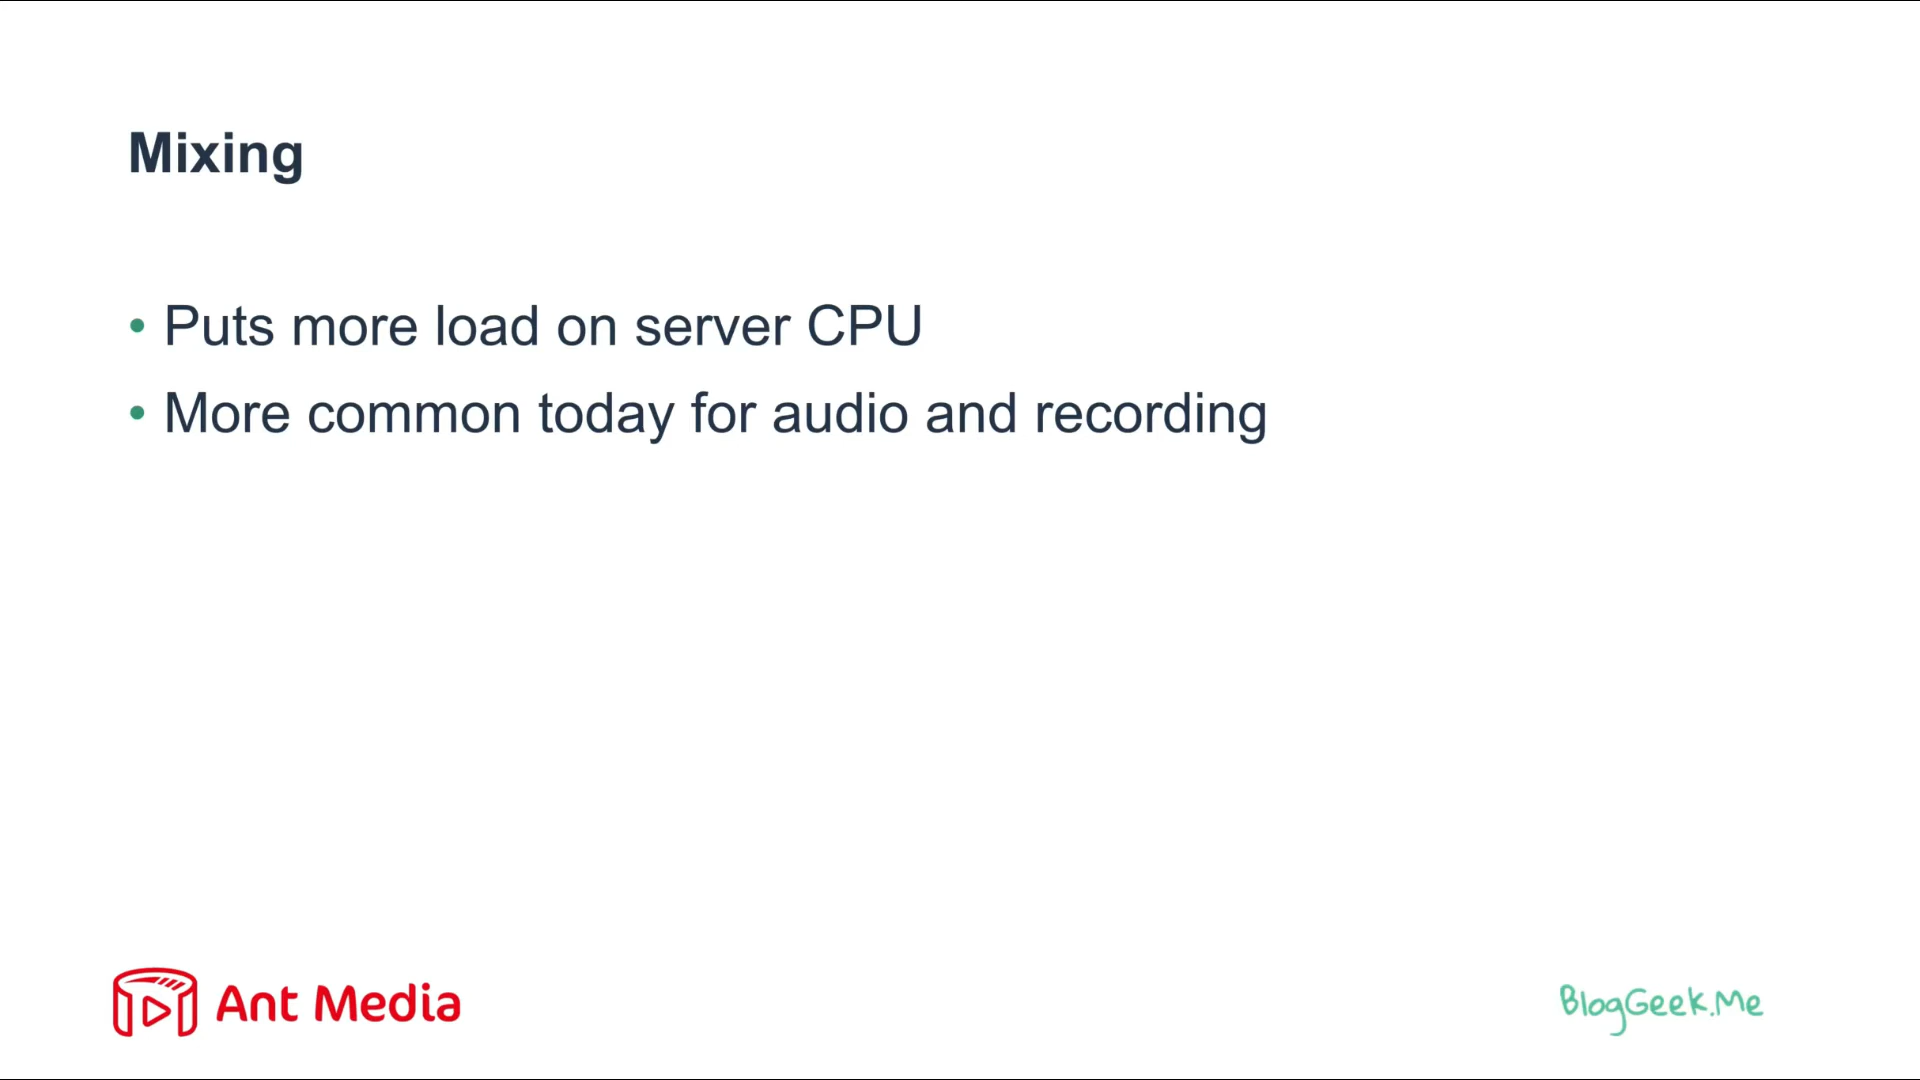 Mixing
• Puts more load on server CPU
• More common today for audio and recording
Ant Media
BlogGeek.Me